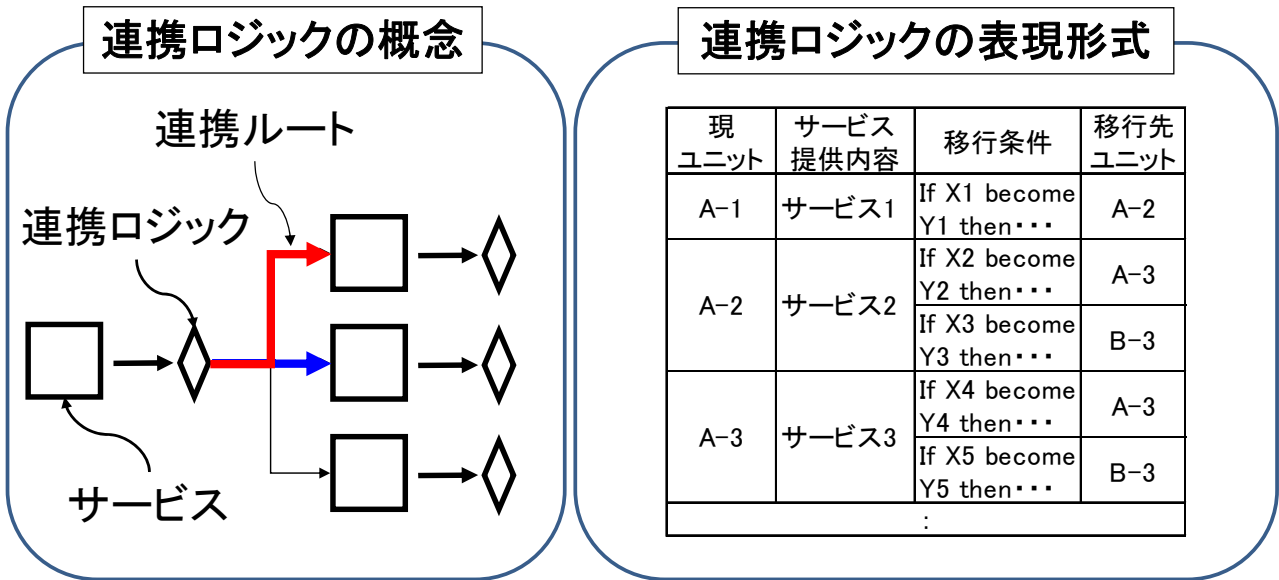 連携ロジックの概念
連携ルート
連携ロジック
サービス
連携ロジックの表現形式
現
ユニット
サービス
提供内容
移行条件
移行先
ユニット
A-1
サービス1
If X1 become
Y1 then・・・
A-2
A-2
サービス2
If X2 become
Y2 then・・・
A-3
If X3 become
Y3 then・・・
B-3
A-3
サービス3
If X4 become
Y4 then・・・
A-3
If X5 become
Y5 then・・・
B-3
: